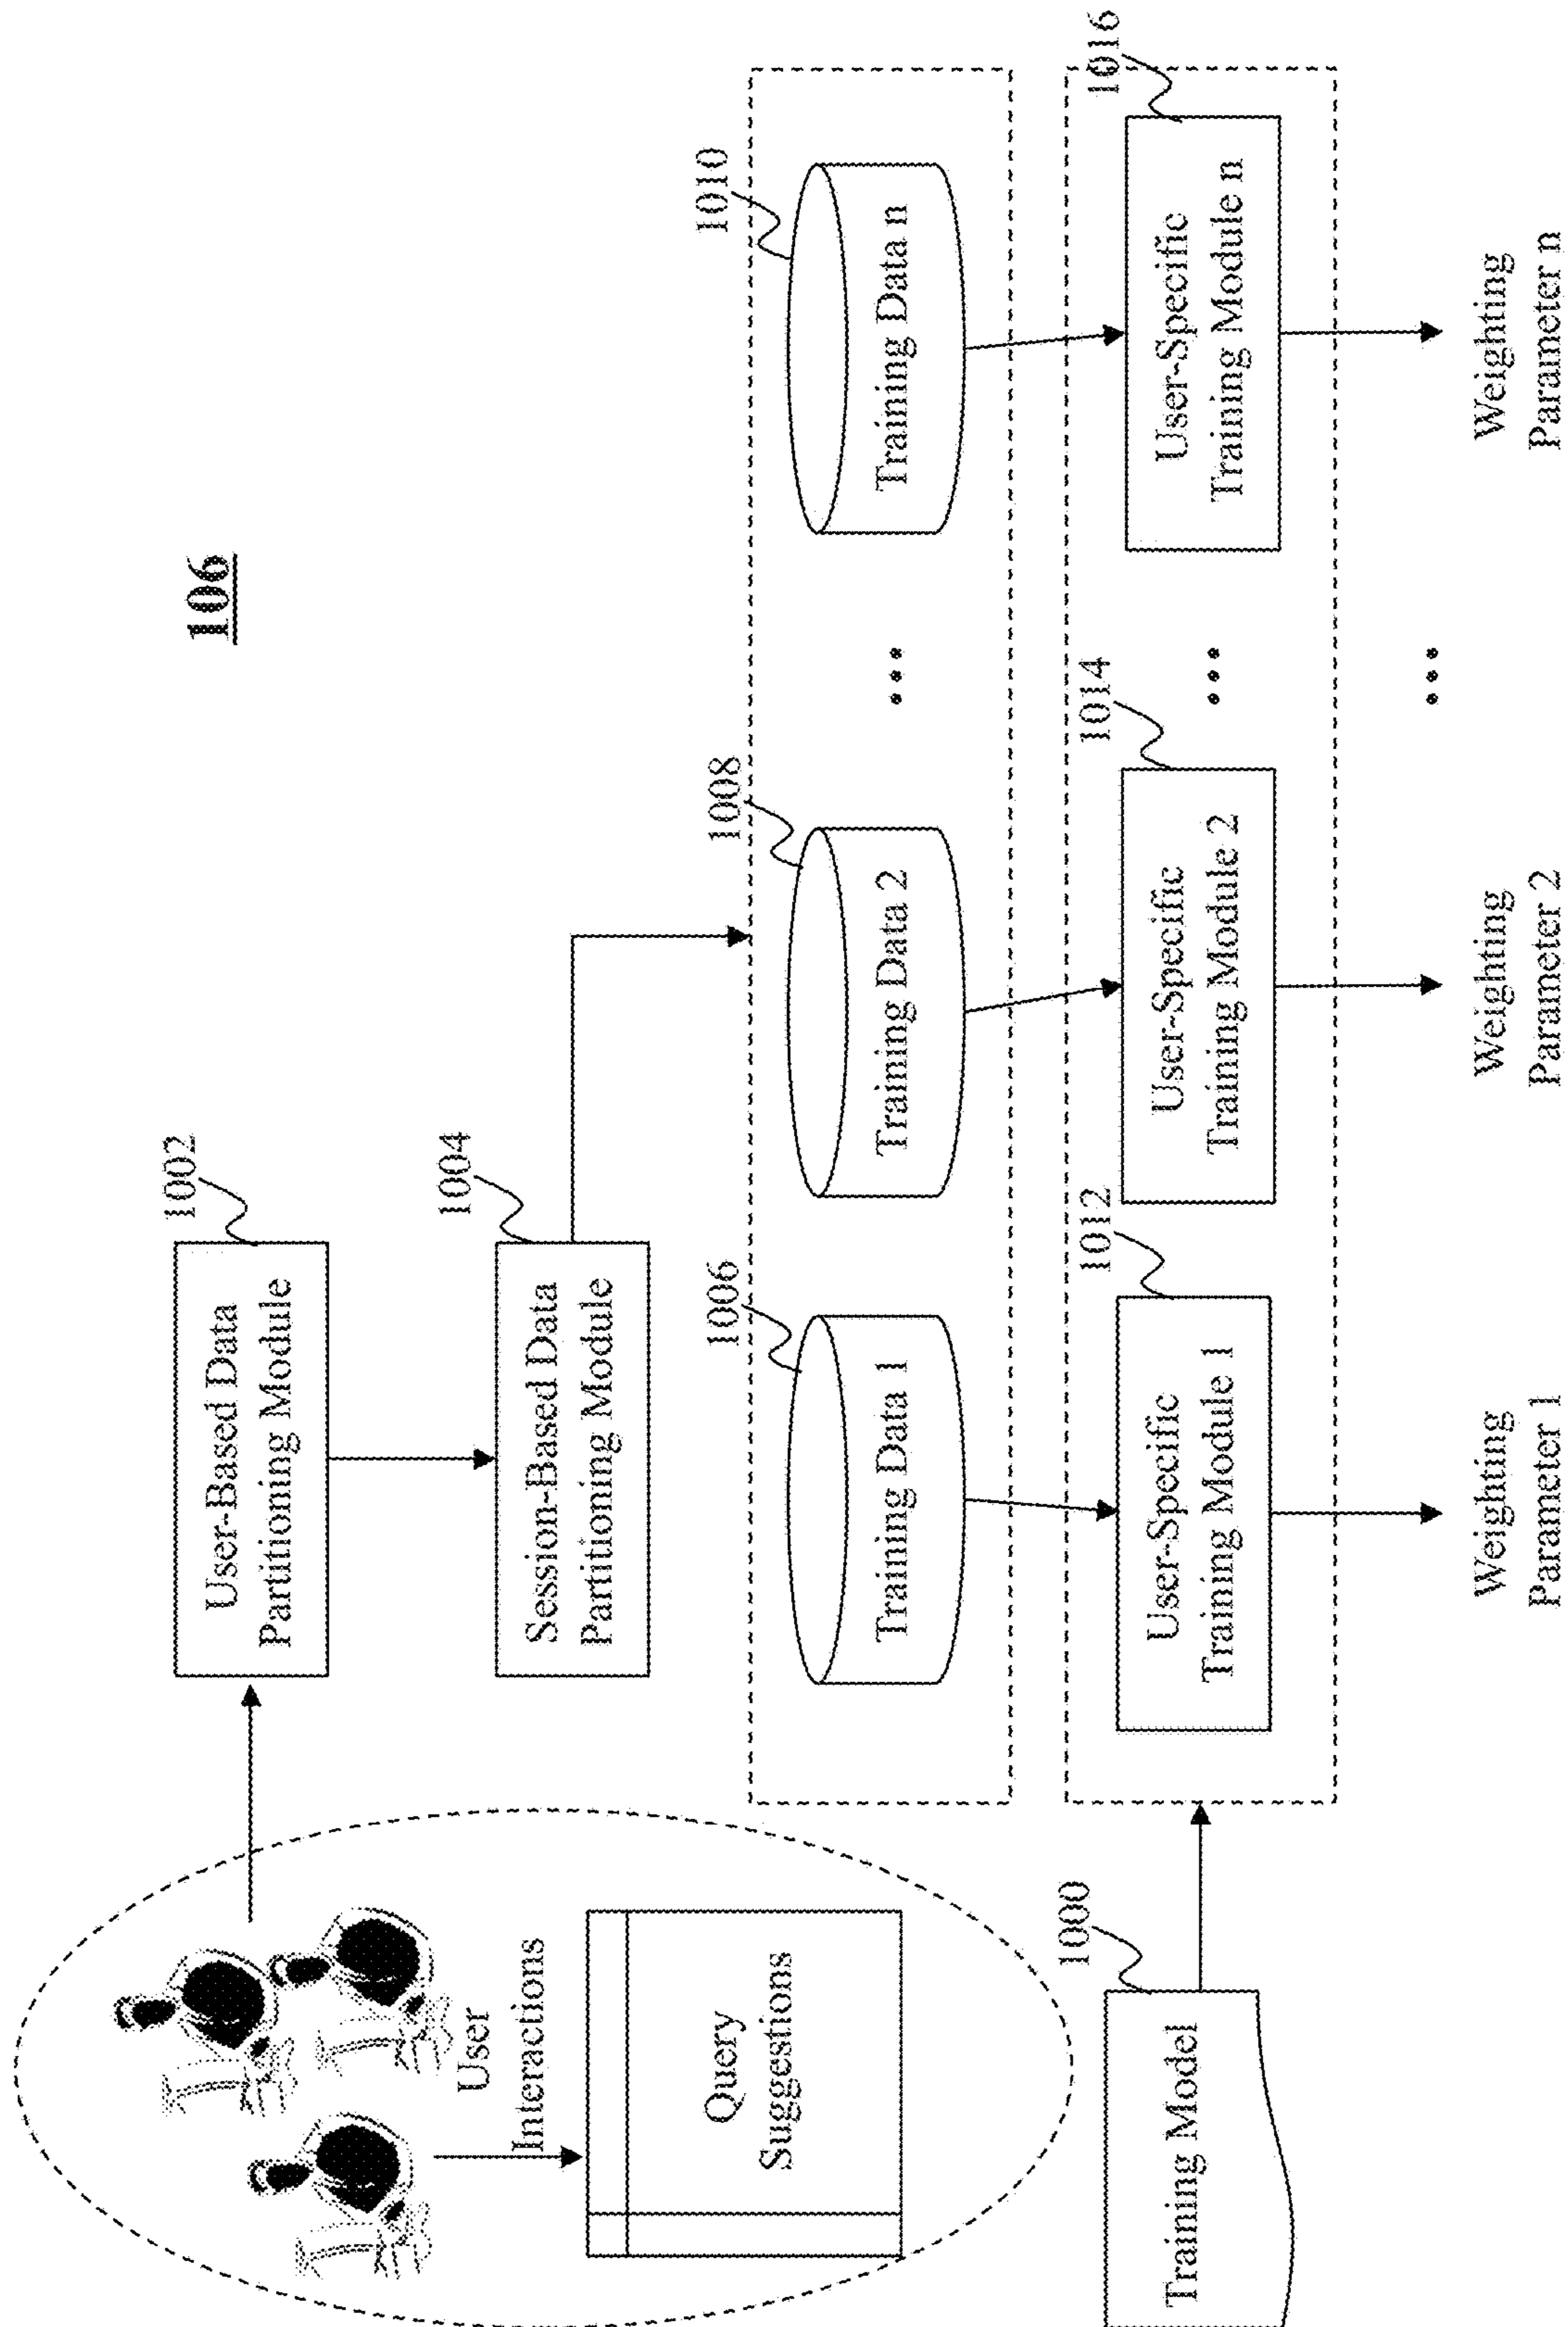 106
1002
User-Based Data
Partitioning Module
1004
Session-Based Data
Partitioning Module
User
Interactions
Query
Suggestions
1006
Training Data 1
1008
Training Data 2
...
1010
Training Data n
1000
Training Model
1012
User-Specific
Training Module 1
1014
User-Specific
Training Module 2
...
1016
User-Specific
Training Module n
Weighting
Parameter 1
Weighting
Parameter 2
...
Weighting
Parameter n